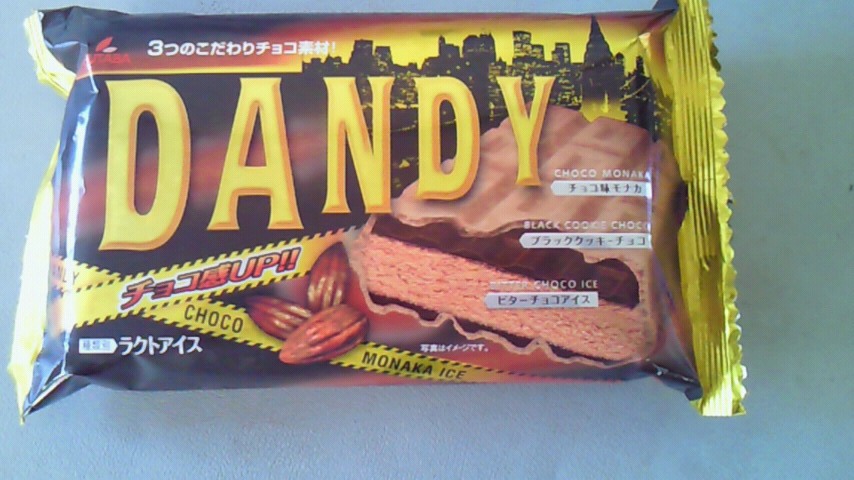 3つのこだわりチョコ素材!
DANDY
CHOCO MONAKA
チョコ味モナカ
BLACK COOKIE CHOCO
ブラッククッキーチョコ
BITTER CHOCO ICE
ビターチョコアイス
チョコ感UP!!
CHOCO
MONAKA ICE
種類別 ラクトアイス
写真はイメージです。